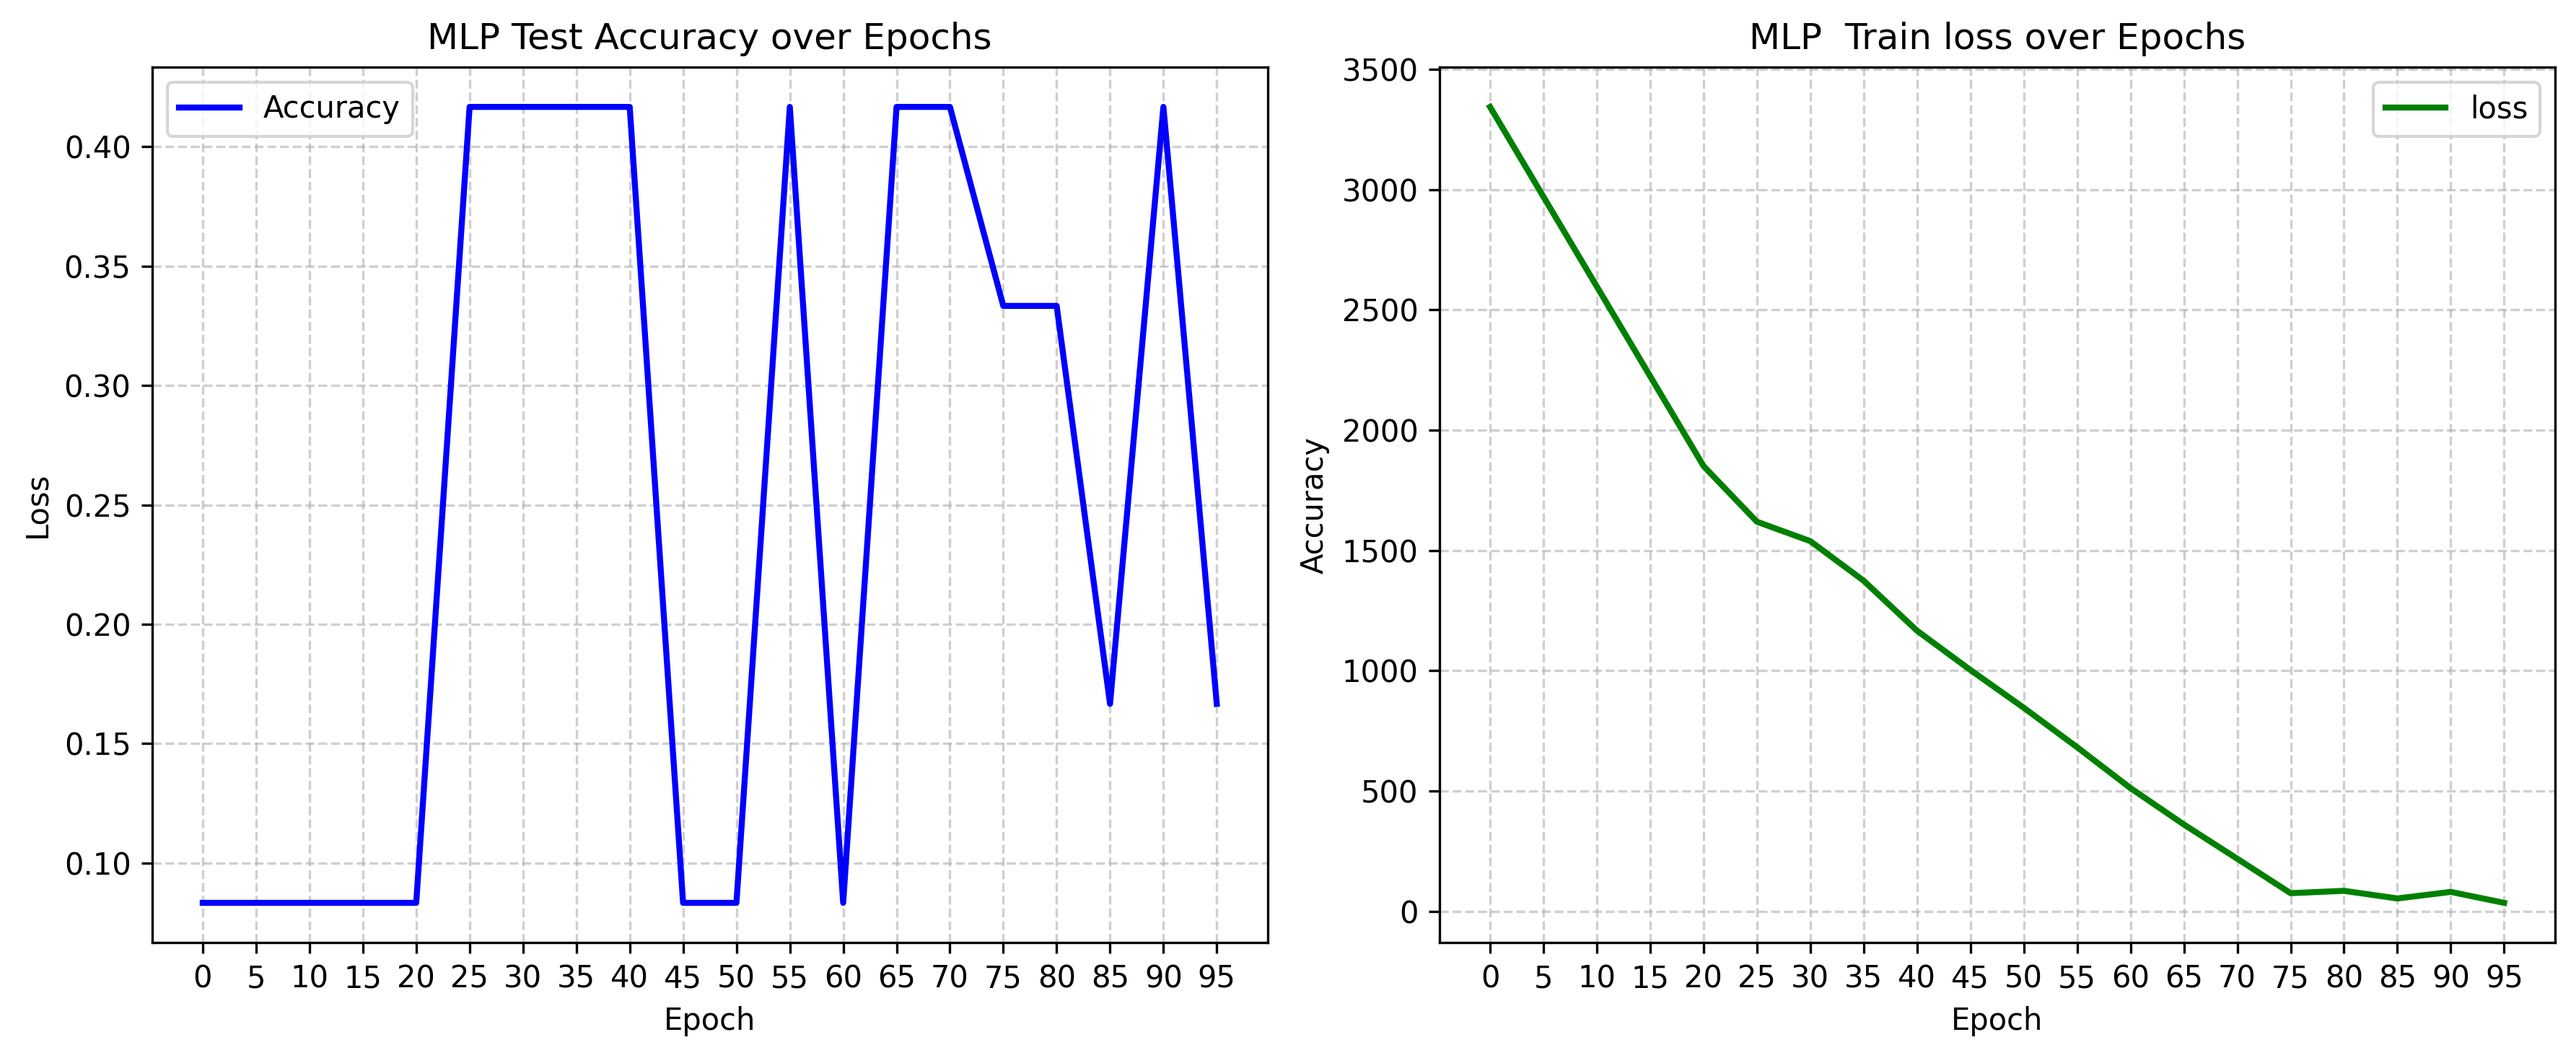 MLP Test Accuracy over Epochs
Accuracy
0.40
0.35
0.30
0.25
0.20
0.15
0.10
Loss
0 5 10 15 20 25 30 35 40 45 50 55 60 65 70 75 80 85 90 95
Epoch
MLP  Train loss over Epochs
loss
3500
3000
2500
2000
1500
1000
500
0
Accuracy
0 5 10 15 20 25 30 35 40 45 50 55 60 65 70 75 80 85 90 95
Epoch